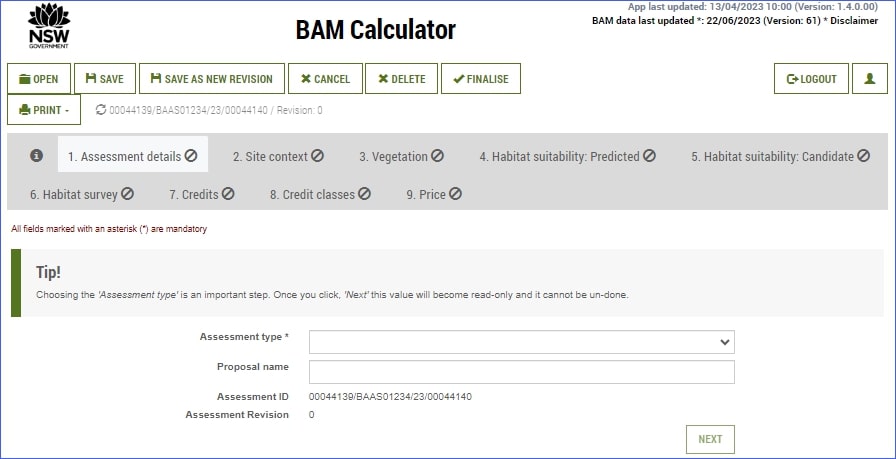 App last updated: 13/04/2023 10:00 (Version: 1.4.0.00)
BAM data last updated *: 22/06/2023 (Version: 61) * Disclaimer
NSW
GOVERNMENT
BAM Calculator
OPEN SAVE SAVE AS NEW REVISION CANCEL DELETE FINALISE LOGOUT
PRINT 00044139/BAAS01234/23/00044140 / Revision: 0
1. Assessment details 2. Site context 3. Vegetation 4. Habitat suitability: Predicted 5. Habitat suitability: Candidate
6. Habitat survey 7. Credits 8. Credit classes 9. Price
All fields marked with an asterisk (*) are mandatory
Tip!
Choosing the 'Assessment type' is an important step. Once you click, 'Next' this value will become read-only and it cannot be un-done.
Assessment type *
Proposal name
Assessment ID 00044139/BAAS01234/23/00044140
Assessment Revision 0
NEXT